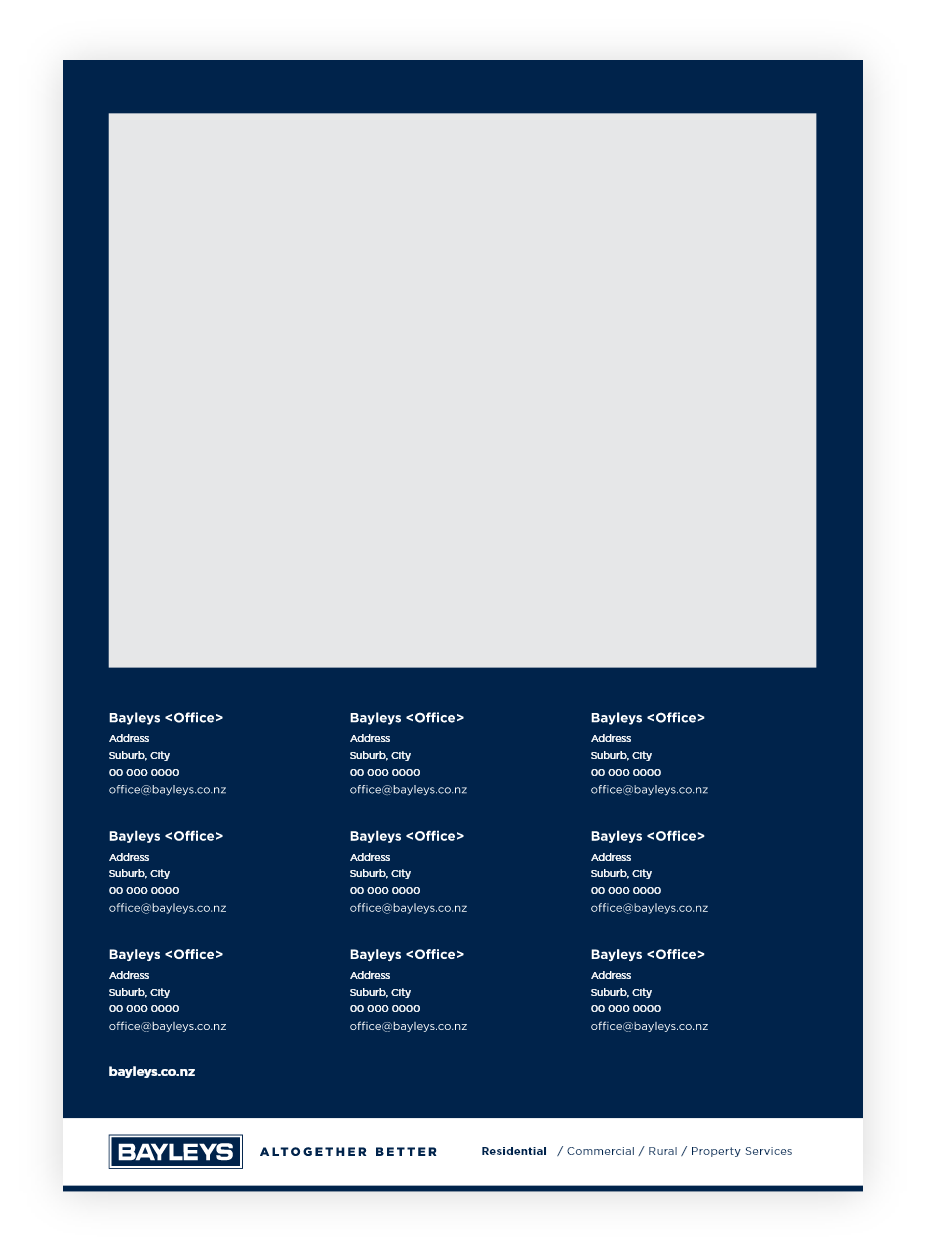 Bayleys <Office>
Address
Suburb, City
00 000 0000
office@bayleys.co.nz
Bayleys <Office>
Address
Suburb, City
00 000 0000
office@bayleys.co.nz
Bayleys <Office>
Address
Suburb, City
00 000 0000
office@bayleys.co.nz
Bayleys <Office>
Address
Suburb, City
00 000 0000
office@bayleys.co.nz
Bayleys <Office>
Address
Suburb, City
00 000 0000
office@bayleys.co.nz
Bayleys <Office>
Address
Suburb, City
00 000 0000
office@bayleys.co.nz
Bayleys <Office>
Address
Suburb, City
00 000 0000
office@bayleys.co.nz
Bayleys <Office>
Address
Suburb, City
00 000 0000
office@bayleys.co.nz
Bayleys <Office>
Address
Suburb, City
00 000 0000
office@bayleys.co.nz
bayleys.co.nz
BAYLEYS ALTOGETHER BETTER Residential / Commercial / Rural / Property Services